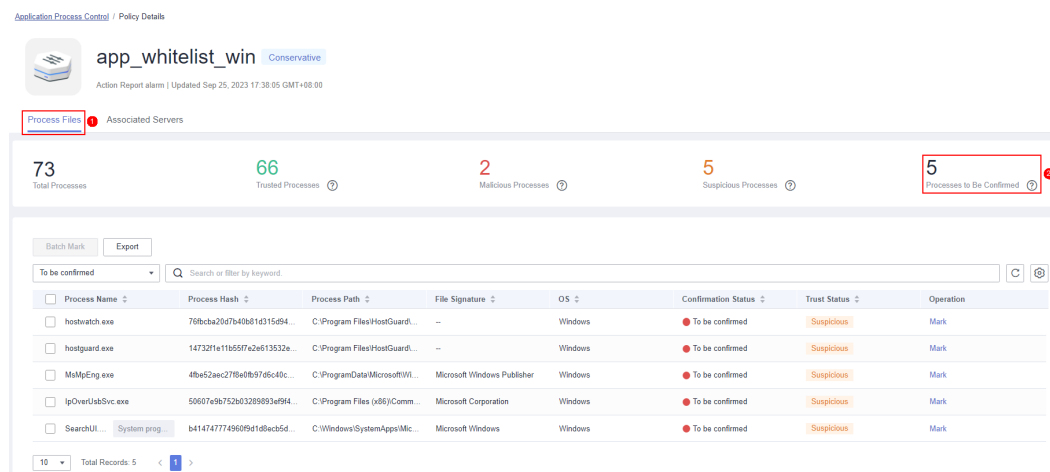 Application Process Control / Policy Details
app_whitelist_win Conservative
Action Report alarm | Updated Sep 25, 2023 17:38:05 GMT+08:00
Process Files 1 Associated Servers
73 66 2 5 5
Total Processes Trusted Processes ? Malicious Processes ? Suspicious Processes ? Processes to Be Confirmed ? 2
Batch Mark Export
To be confirmed Search or filter by keyword.
Process Name Process Hash Process Path File Signature OS Confirmation Status Trust Status Operation
hostwatch.exe 76fbcba20d7b40b81d315d94... C:\Program Files\HostGuard\... -- Windows To be confirmed Suspicious Mark
hostguard.exe 14732f1e11b55f7e2e613532e... C:\Program Files\HostGuard\... -- Windows To be confirmed Suspicious Mark
MsMpEng.exe 4fbe52aec27f8e0fb97d6c40c... C:\ProgramData\Microsoft\Wi... Microsoft Windows Publisher Windows To be confirmed Suspicious Mark
IpOverUsbSvc.exe 50607e9b752b03289893ef9f4... C:\Program Files (x86)\Comm... Microsoft Corporation Windows To be confirmed Suspicious Mark
SearchUI.... System prog... b414747774960f9d1d8ecb5d... C:\Windows\SystemApps\Mic... Microsoft Windows Windows To be confirmed Suspicious Mark
10 Total Records: 5 < 1 >